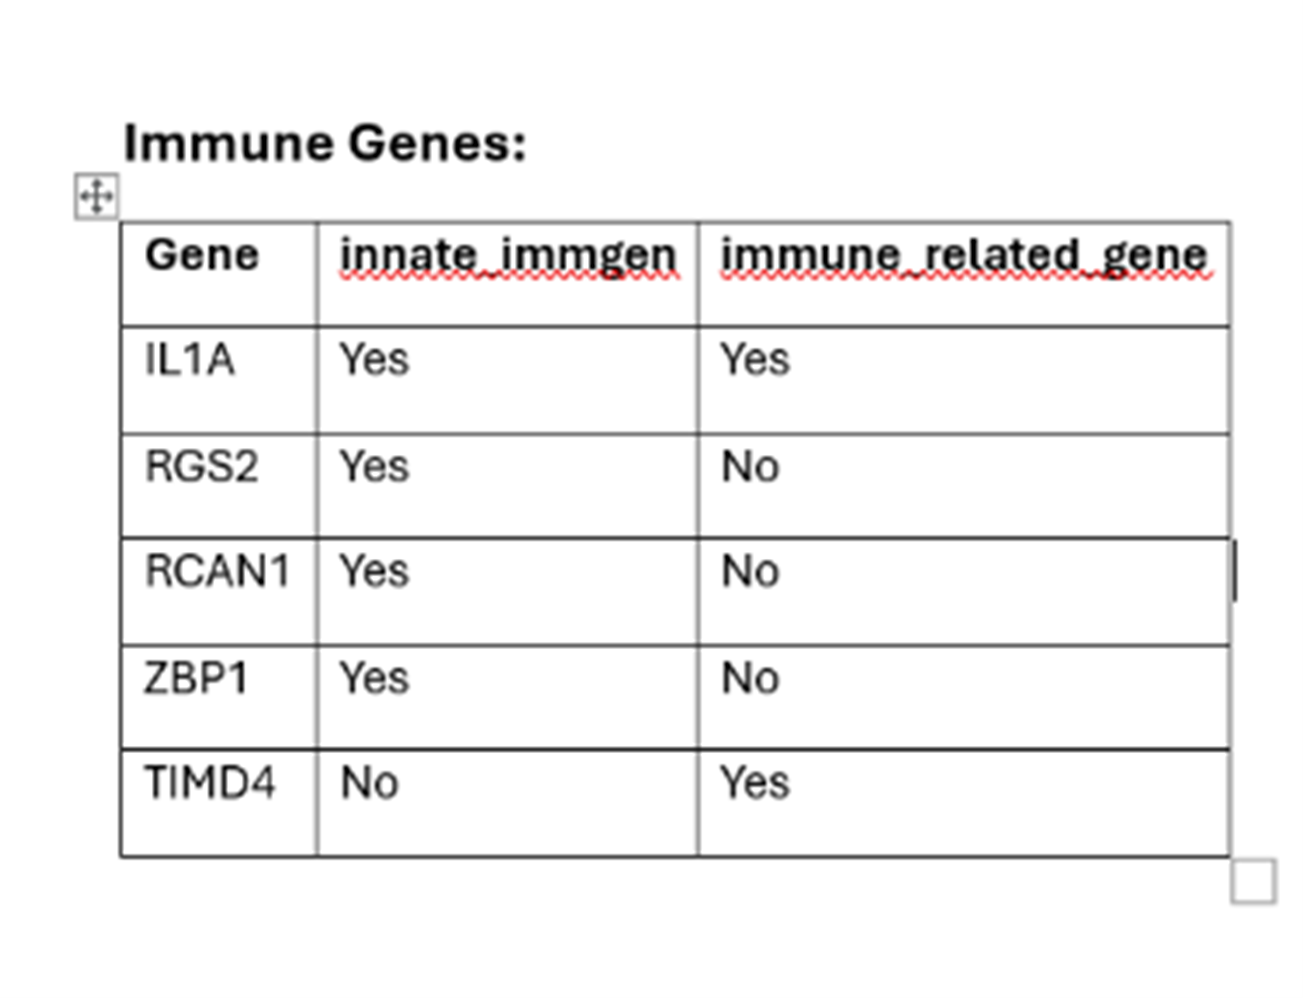 Immune Genes:
Gene innate_immgen immune_related_gene
IL1A Yes Yes
RGS2 Yes No
RCAN1 Yes No
ZBP1 Yes No
TIMD4 No Yes